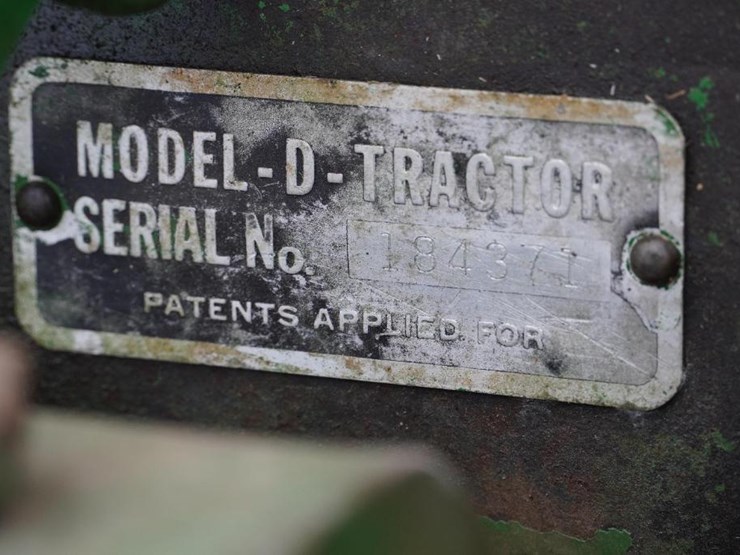 MODEL-D-TRACTOR
SERIAL No. 184371
PATENTS APPLIED FOR